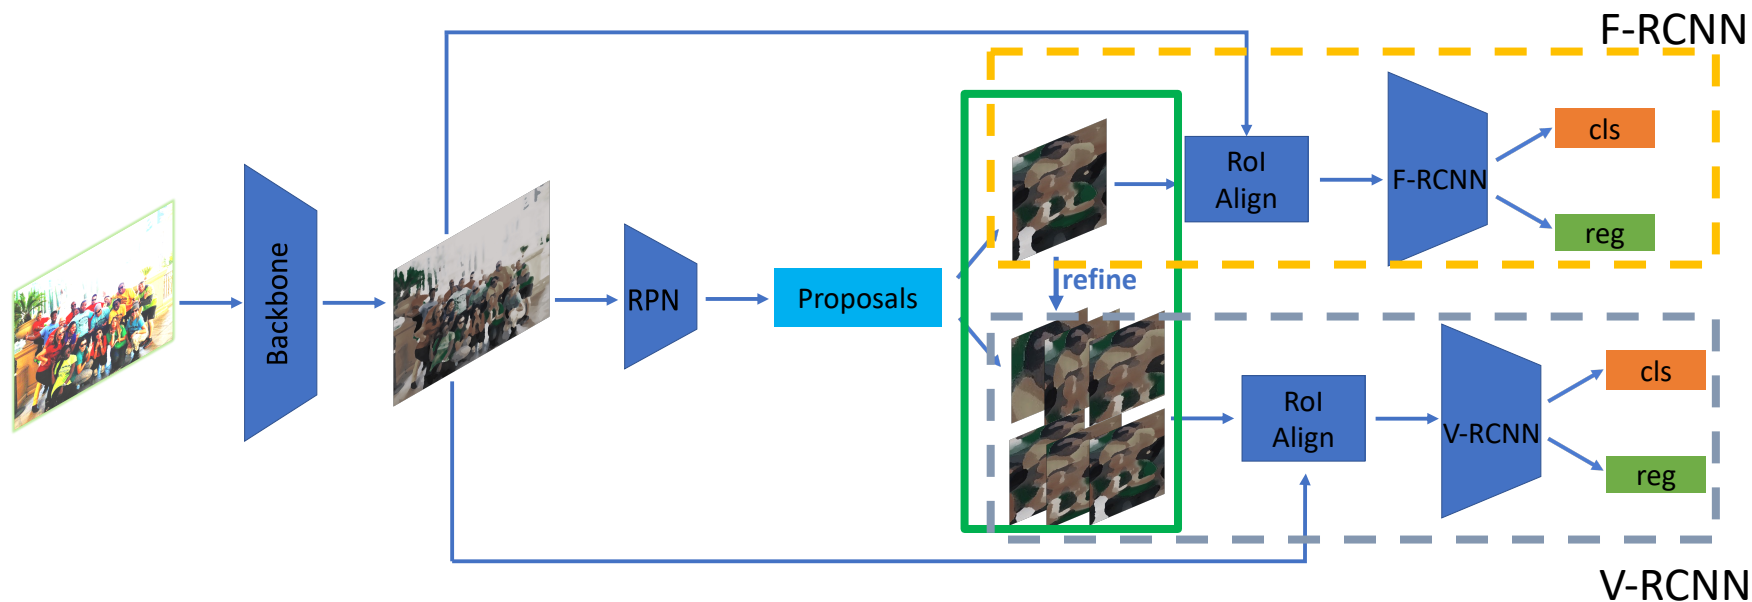 F-RCNN
cls
RoI
Align
F-RCNN
reg
Backbone
RPN
Proposals
refine
cls
RoI
Align
V-RCNN
reg
V-RCNN